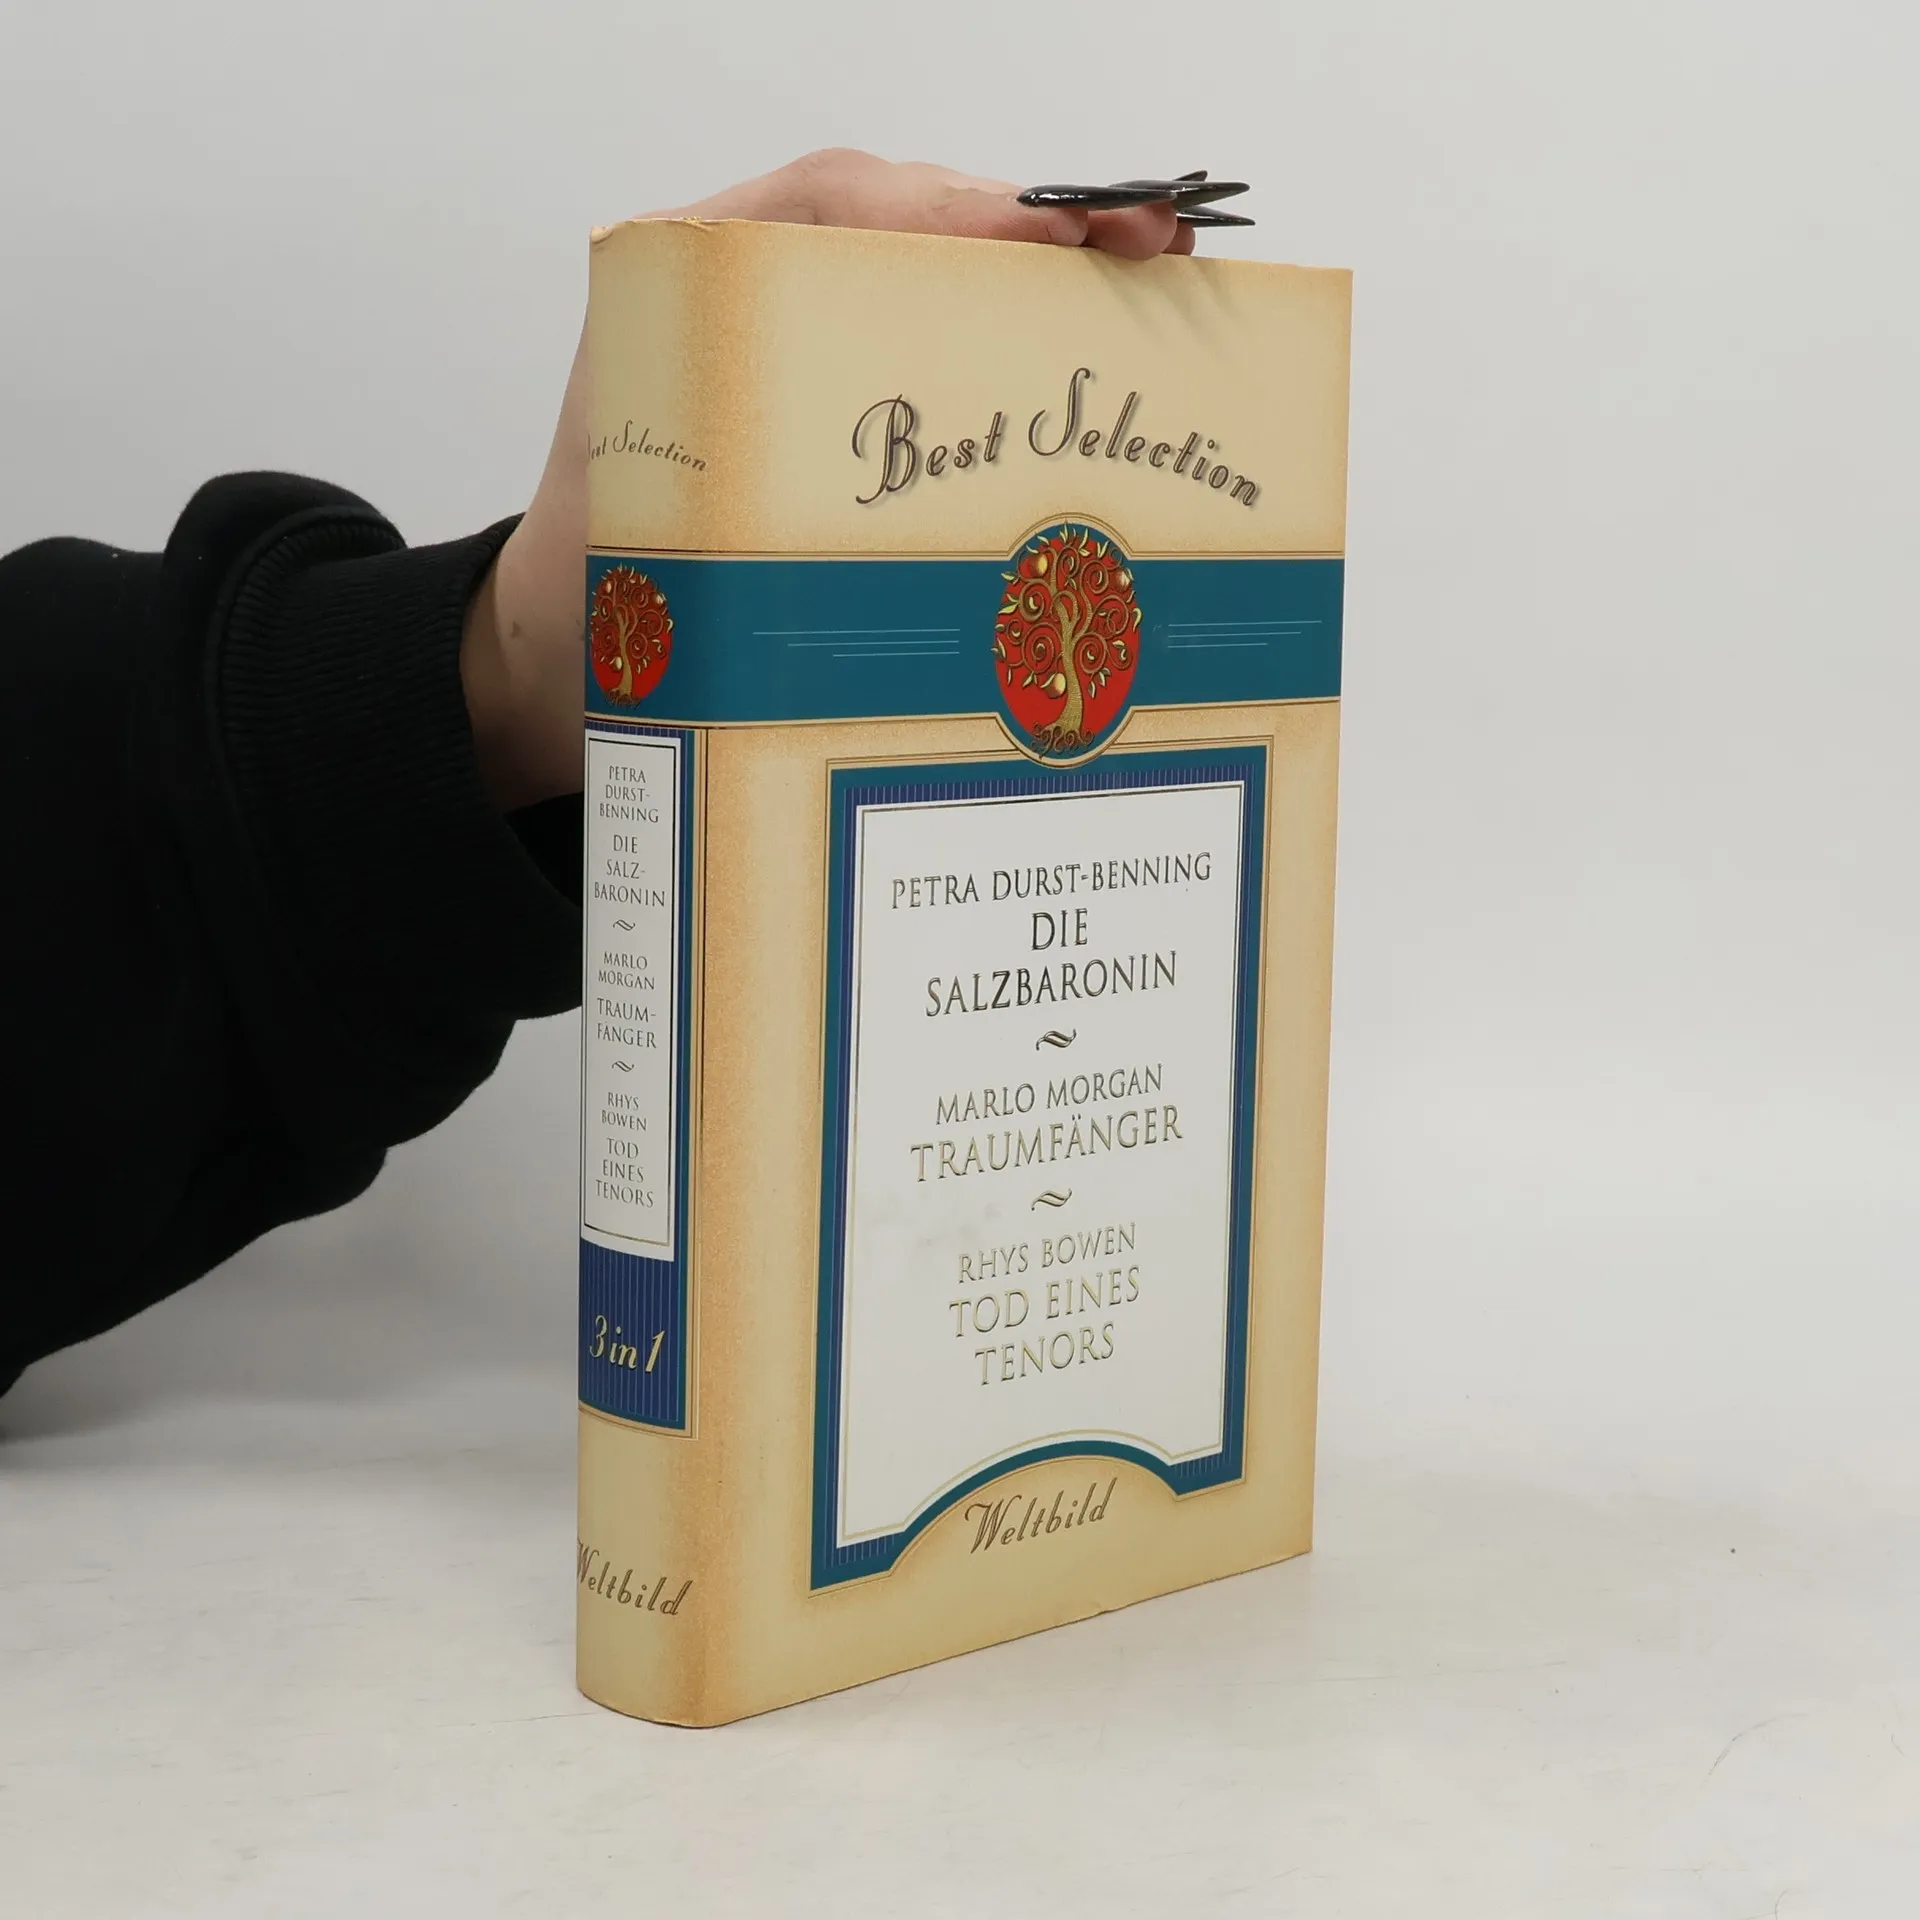 Best Selection
PETRA DURST-BENNING
DIE
SALZBARONIN
MARLO MORGAN
TRAUMFÄNGER
RHYS BOWEN
TOD EINES
TENORS
Weltbild
Selection
PETRA
DURST-
BENNING
DIE
SALZ-
BARONIN
MARLO
MORGAN
TRAUM-
FÄNGER
RHYS
BOWEN
TOD
EINES
TENORS
3 in 1
Weltbild